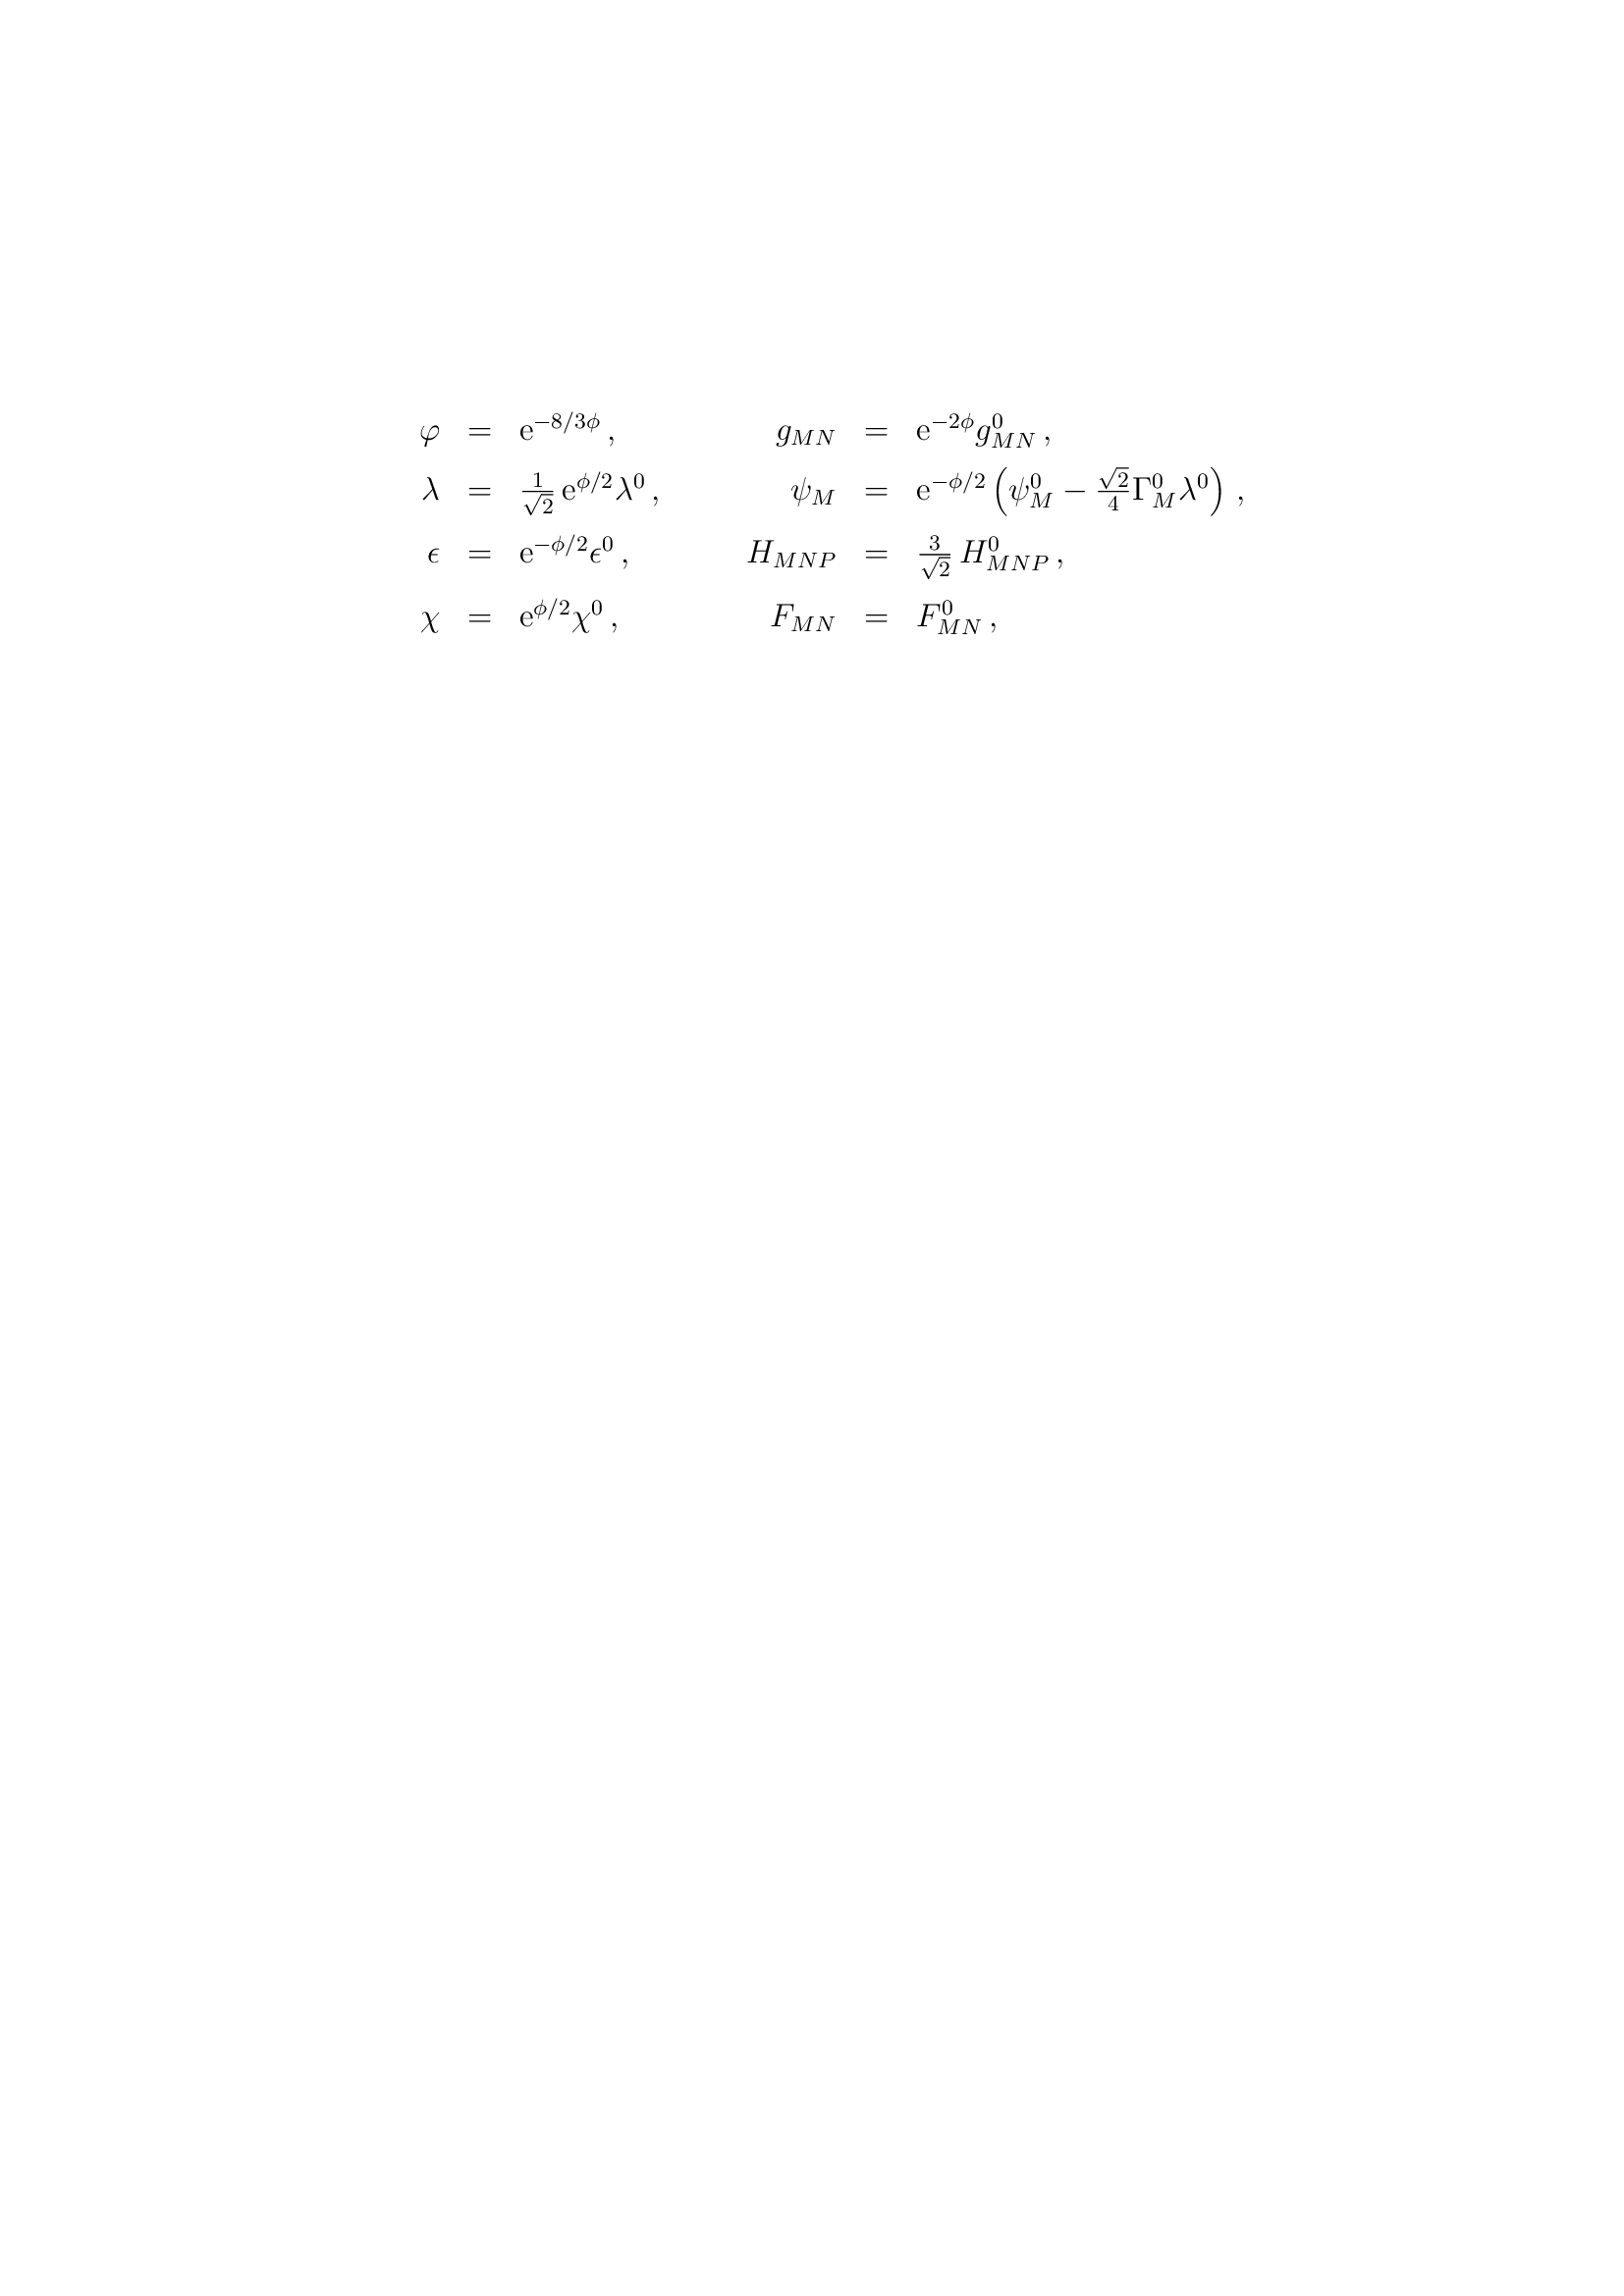 $\varphi = \mathrm{e}^{-8/3\phi}\,, \qquad g_{MN} = \mathrm{e}^{-2\phi} g^0_{MN}\,,$
$\lambda = \frac{1}{\sqrt{2}}\, \mathrm{e}^{\phi/2} \lambda^0\,, \qquad \psi_M = \mathrm{e}^{-\phi/2} \left( \psi^0_M - \frac{\sqrt{2}}{4} \Gamma^0_M \lambda^0 \right)\,,$
$\epsilon = \mathrm{e}^{-\phi/2} \epsilon^0\,, \qquad H_{MNP} = \frac{3}{\sqrt{2}}\, H^0_{MNP}\,,$
$\chi = \mathrm{e}^{\phi/2} \chi^0\,, \qquad F_{MN} = F^0_{MN}\,,$